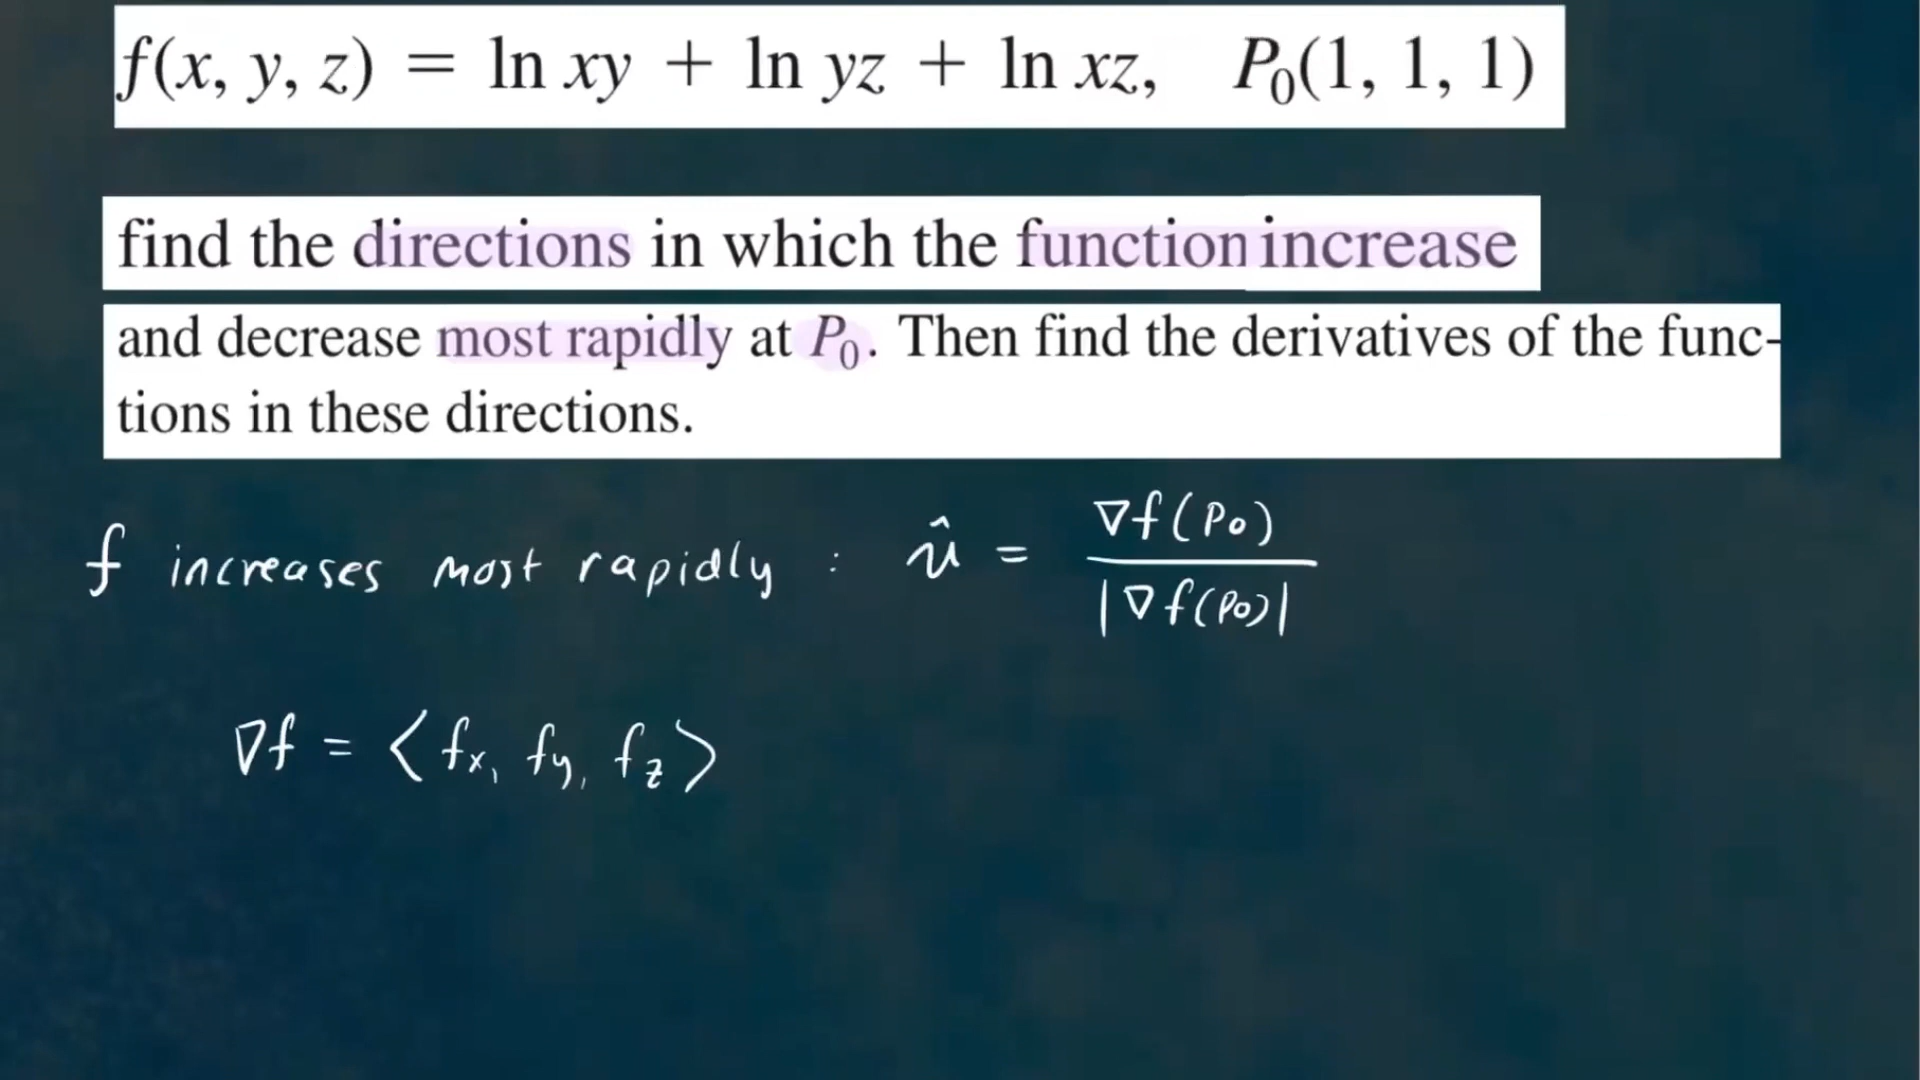 f(x, y, z) = ln xy + ln yz + ln xz, P₀(1, 1, 1)
find the directions in which the function increase
and decrease most rapidly at P₀. Then find the derivatives of the func-
tions in these directions.
f increases most rapidly : û = ∇f(P₀) / |∇f(P₀)|
∇f = ⟨fx, fy, fz⟩